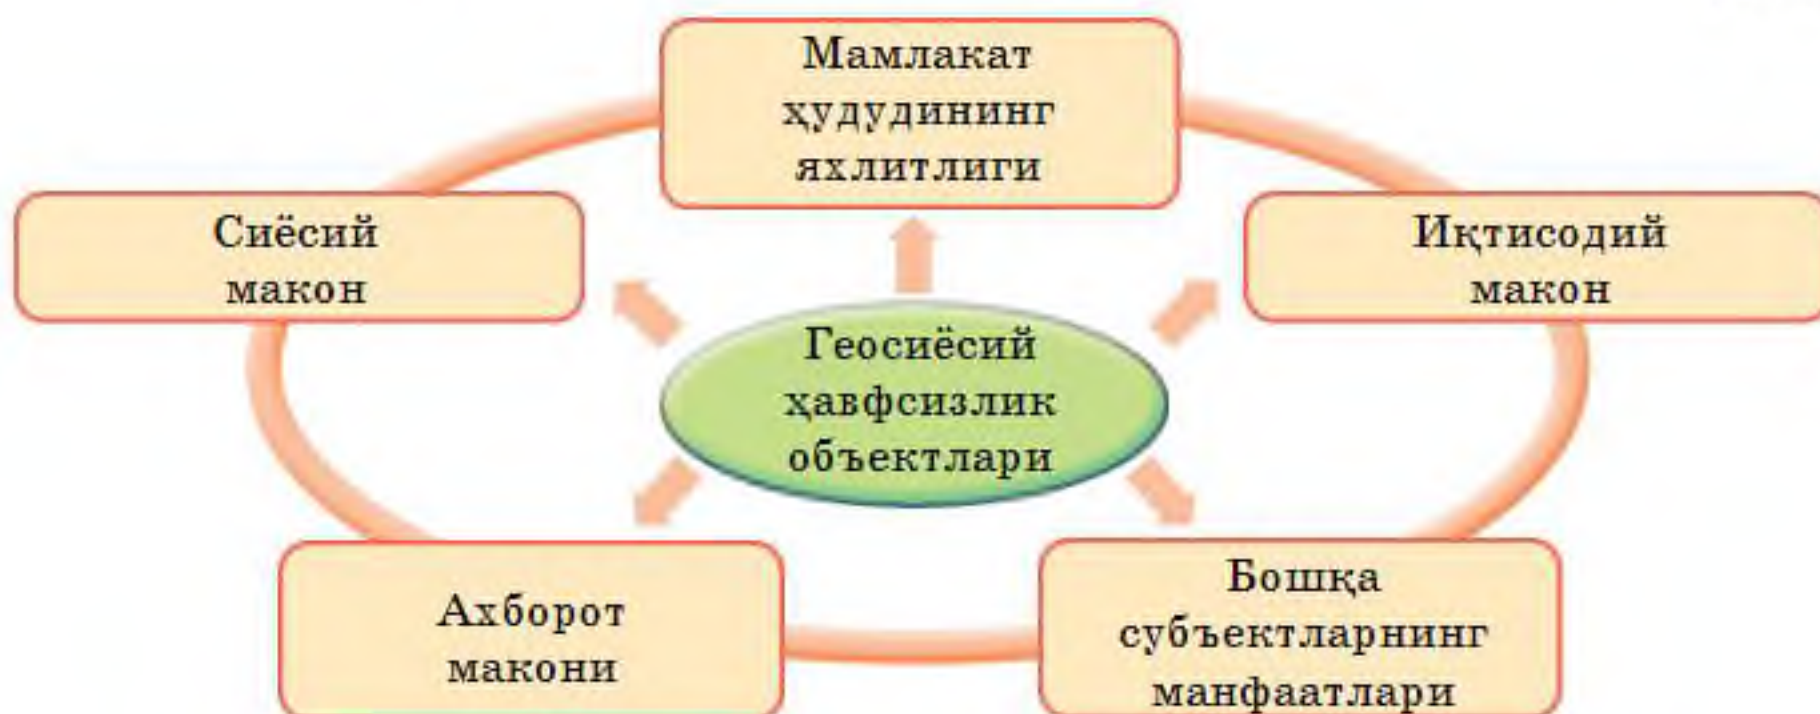 Мамлакат
ҳудудининг
яхлитлиги
Сиёсий
макон
Иқтисодий
макон
Геосиёсий
ҳавфсизлик
объектлари
Ахборот
макони
Бошқа
субъектларнинг
манфаатлари